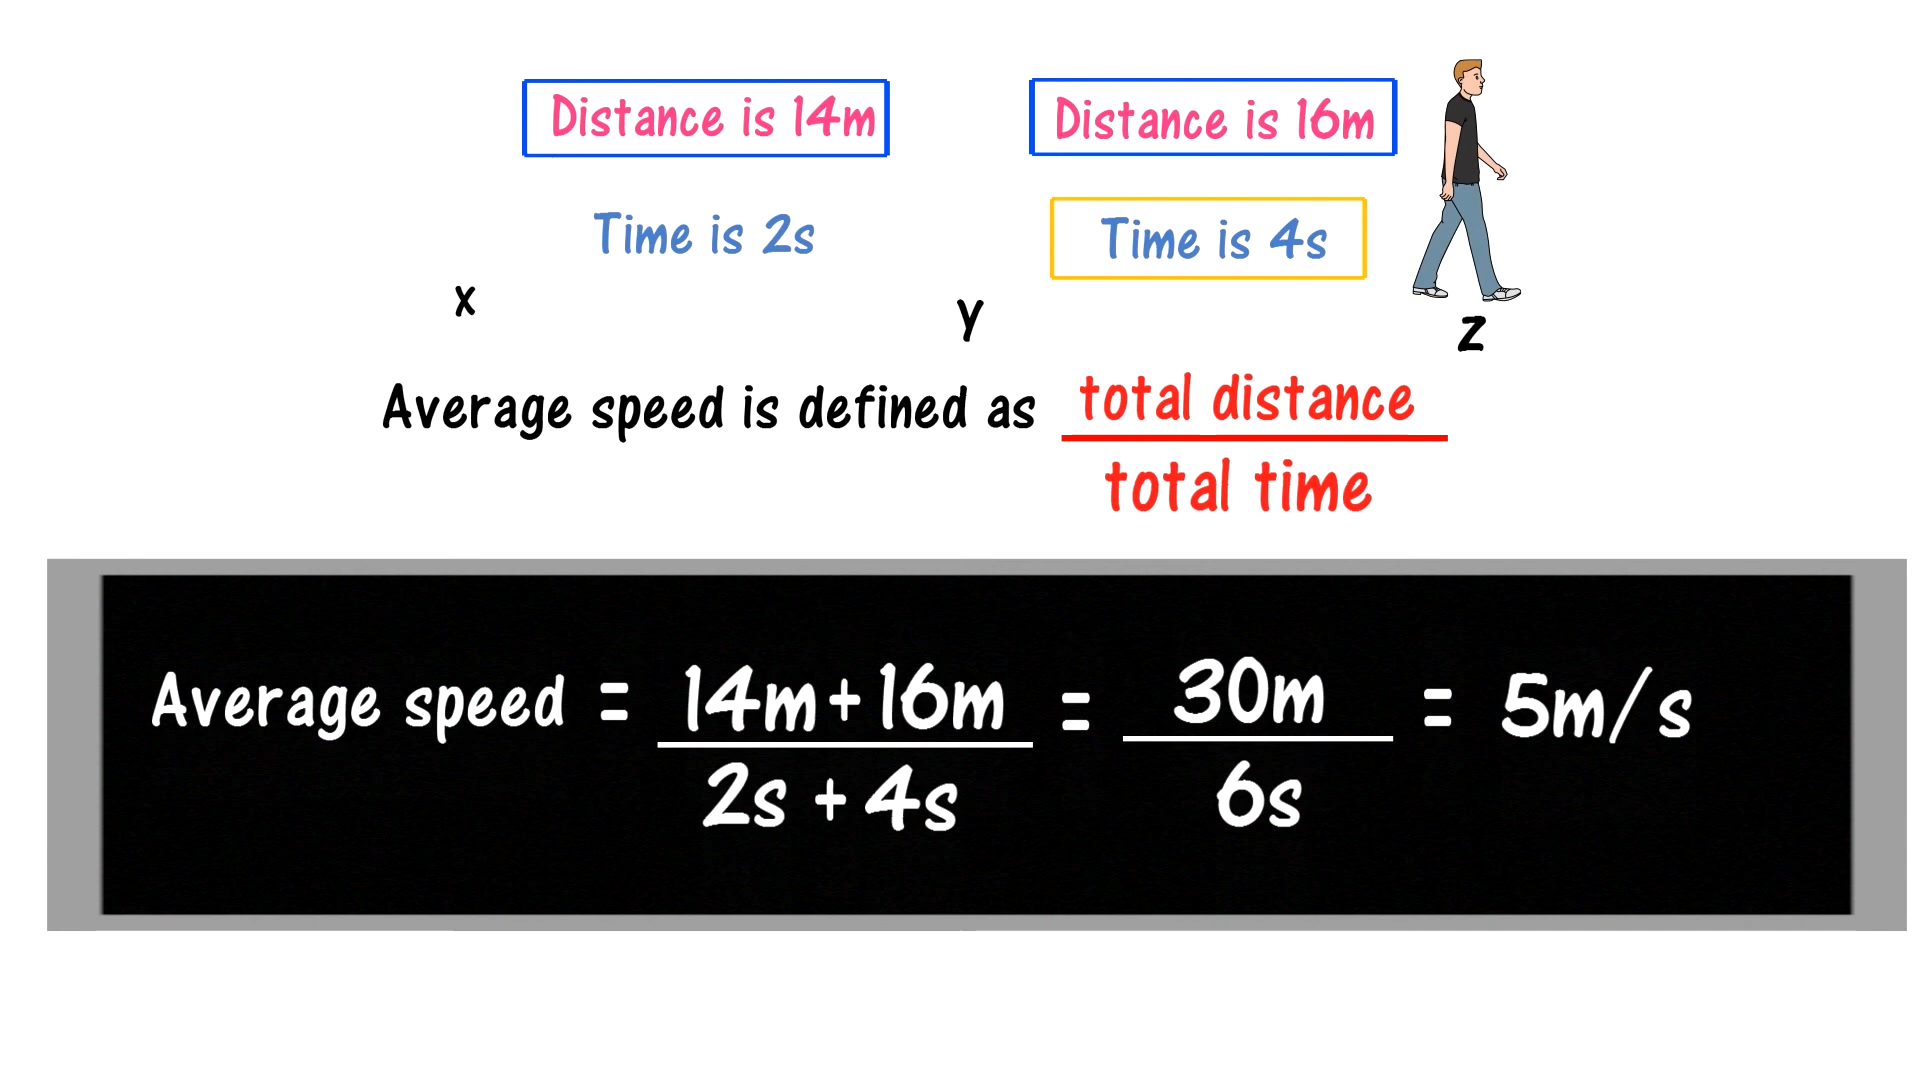 Distance is 14m
Distance is 16m
Time is 2s
Time is 4s
x
y
z
Average speed is defined as total distance
total time
Average speed = 14m+16m = 30m = 5m/s
2s + 4s 6s